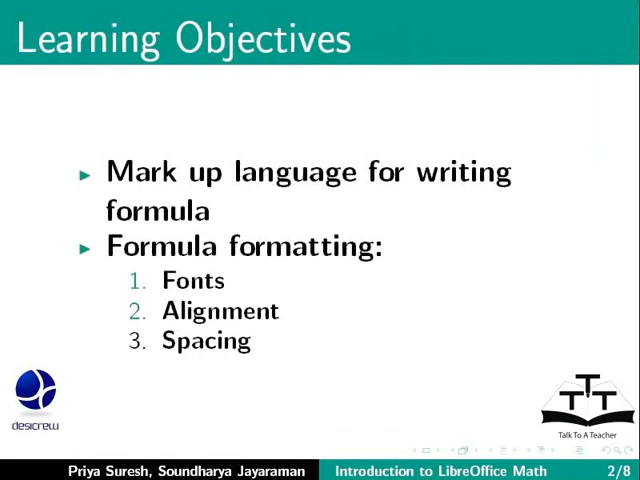 Learning Objectives
Mark up language for writing
formula
Formula formatting:
1. Fonts
2. Alignment
3. Spacing
desicrew
TTT
Talk To A Teacher
Priya Suresh, Soundharya Jayaraman Introduction to LibreOffice Math 2/8